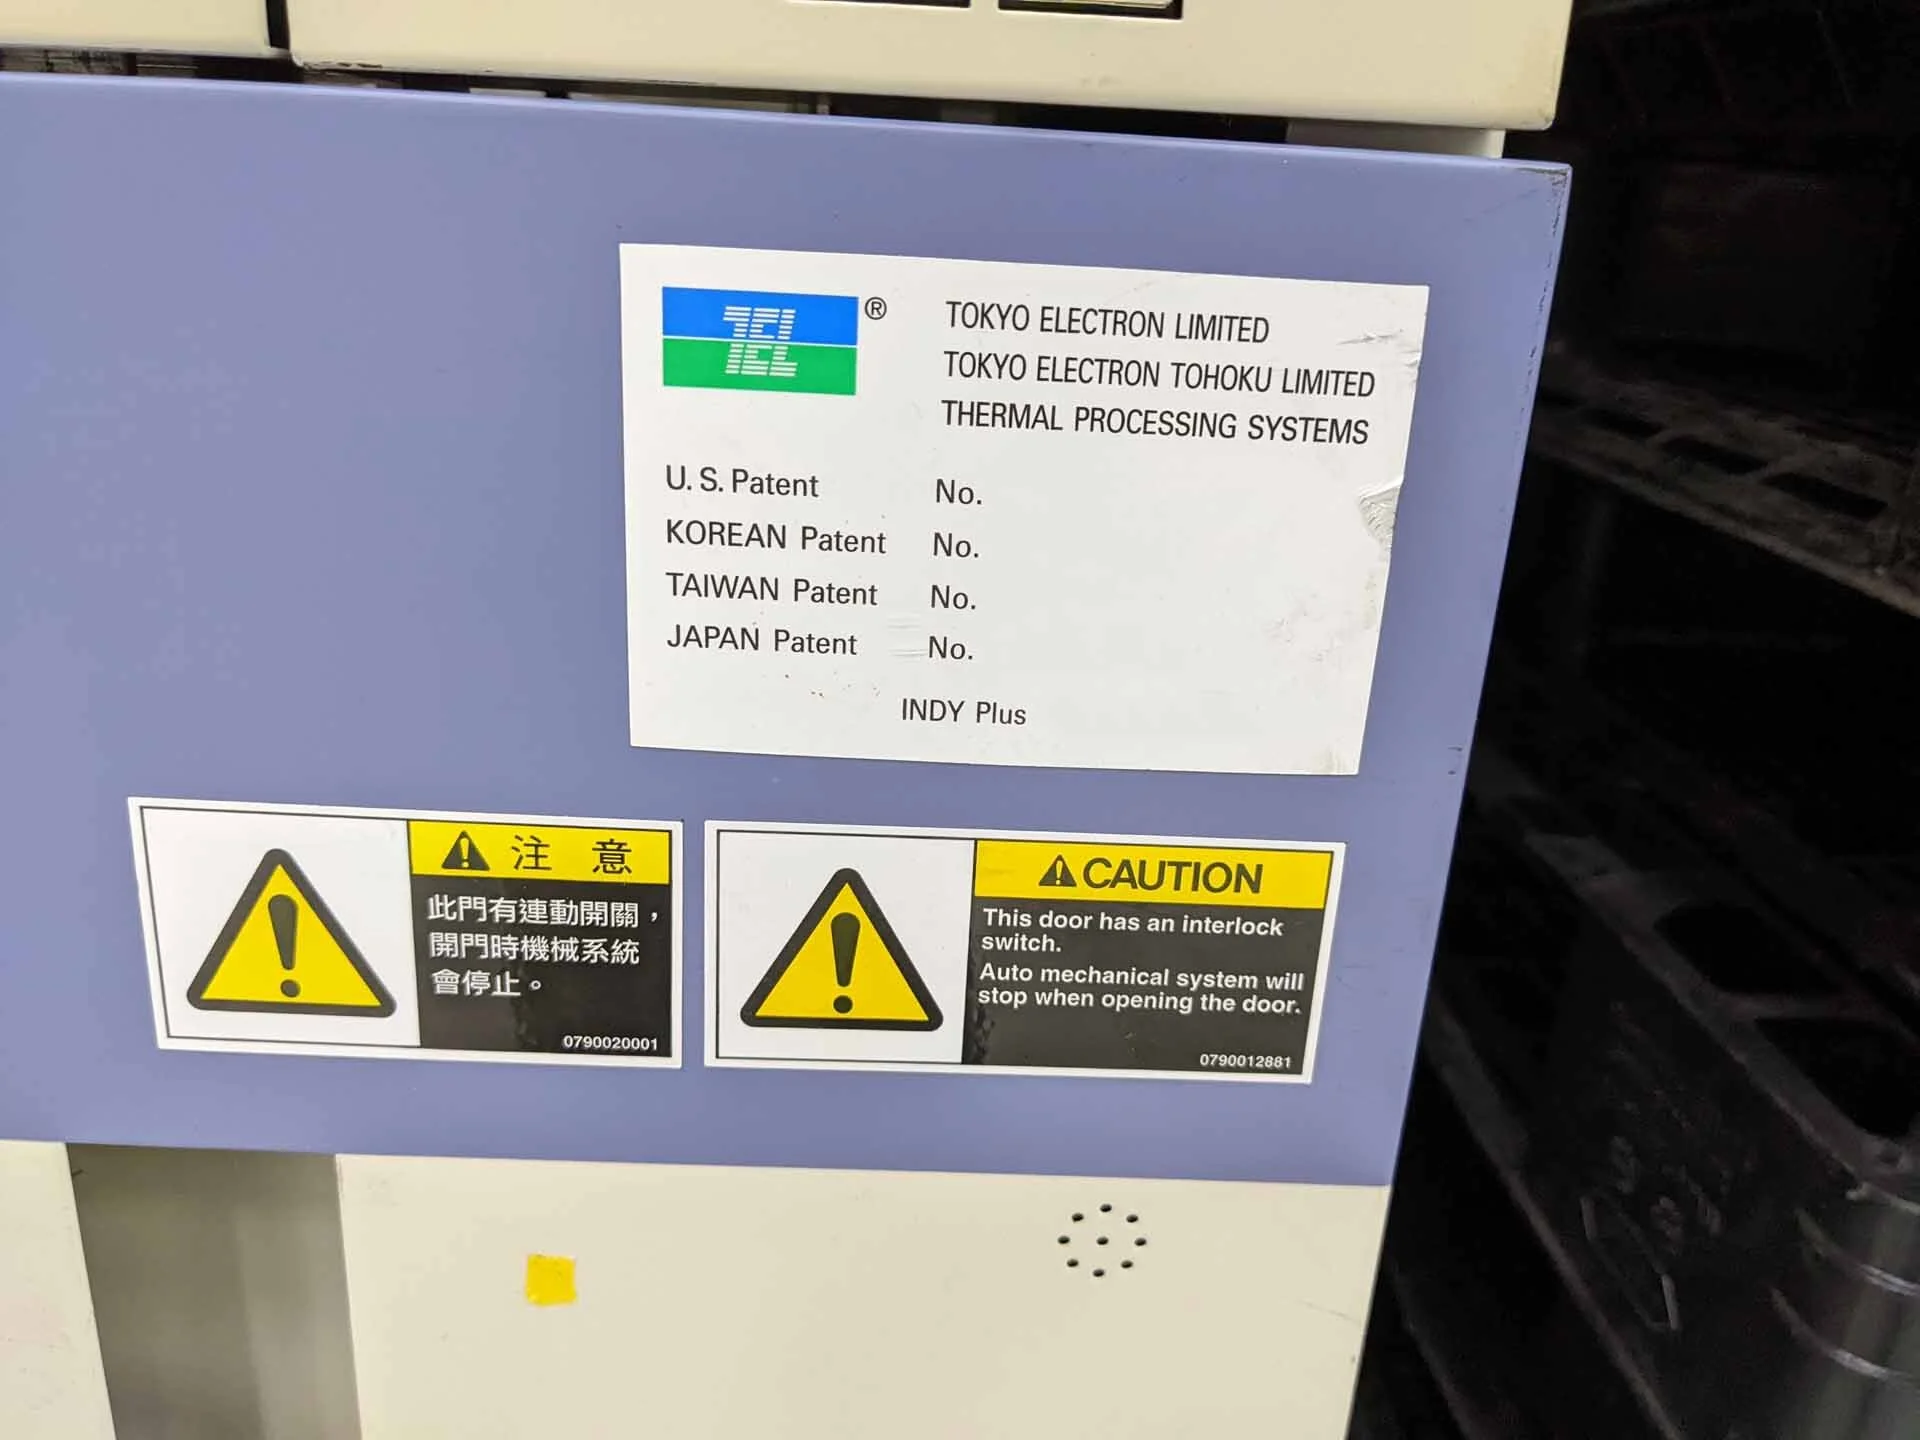 TEL ®
TOKYO ELECTRON LIMITED
TOKYO ELECTRON TOHOKU LIMITED
THERMAL PROCESSING SYSTEMS
U. S. Patent No.
KOREAN Patent No.
TAIWAN Patent No.
JAPAN Patent No.
INDY Plus
注 意
此門有連動開關，
開門時機械系統
會停止。
0790020001
CAUTION
This door has an interlock
switch.
Auto mechanical system will
stop when opening the door.
0790012881